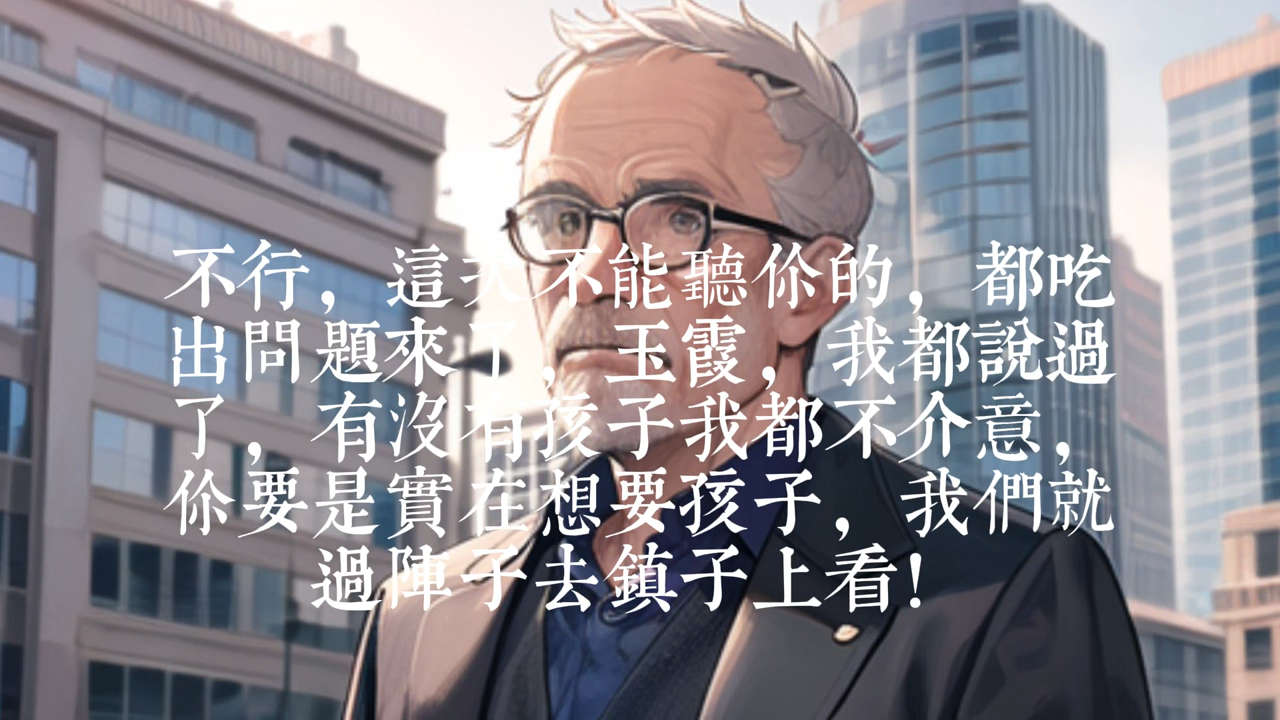 不行，這次不能聽你的，都吃
出問題來了，玉霞，我都說過
了，有沒有孩子我都不介意，
你要是實在想要孩子，我們就
過陣子去鎮子上看！